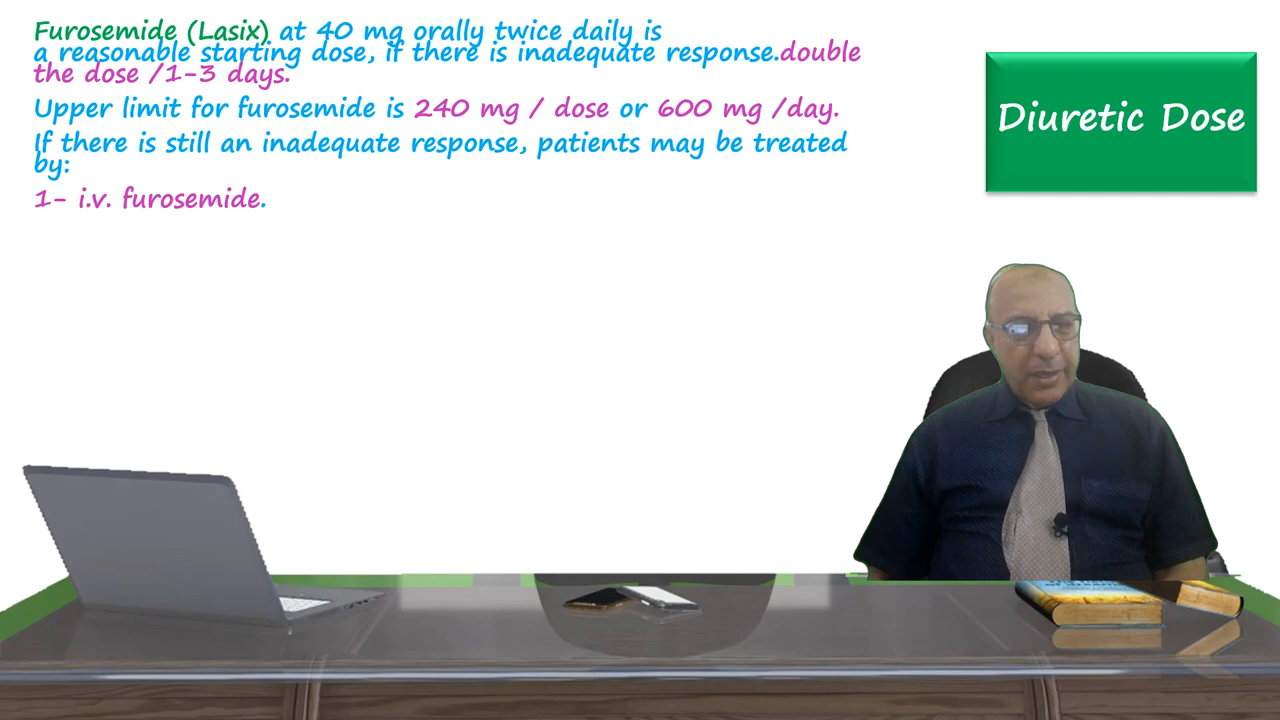 Furosemide (Lasix) at 40 mg orally twice daily is
a reasonable starting dose, if there is inadequate response.double
the dose /1-3 days.
Upper limit for furosemide is 240 mg / dose or 600 mg /day.
If there is still an inadequate response, patients may be treated
by:
1- i.v. furosemide.
Diuretic Dose